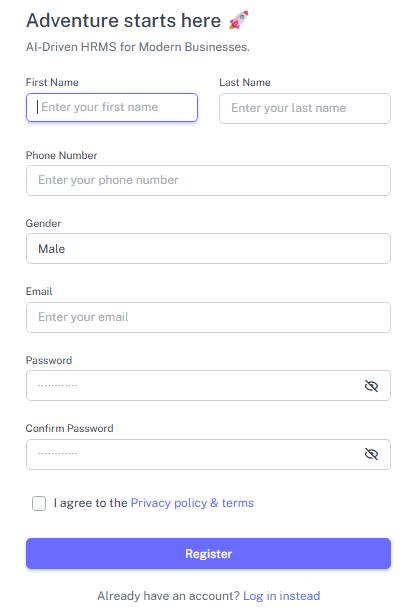 Adventure starts here 🚀
AI-Driven HRMS for Modern Businesses.
First Name
Last Name
Enter your first name
Enter your last name
Phone Number
Enter your phone number
Gender
Male
Email
Enter your email
Password
············
Confirm Password
············
I agree to the Privacy policy & terms
Register
Already have an account? Log in instead